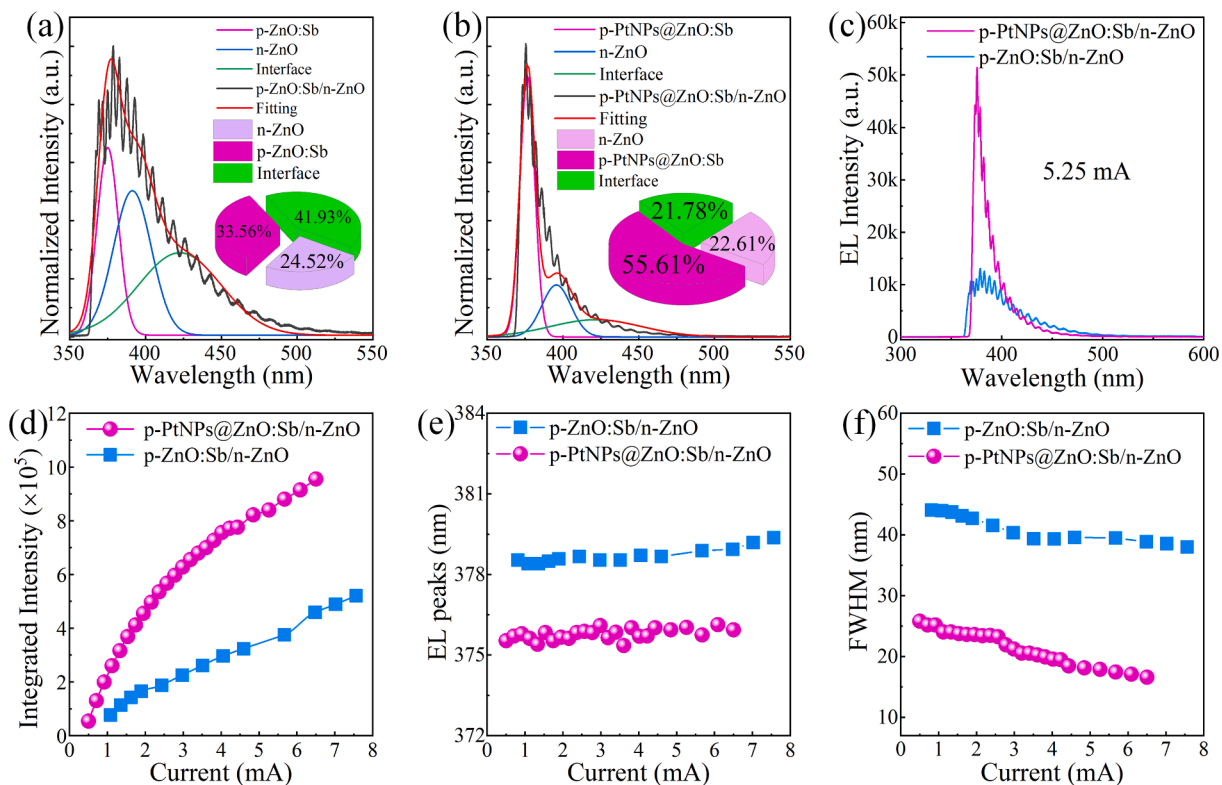 (a)
p-ZnO:Sb
n-ZnO
Interface
p-ZnO:Sb/n-ZnO
Fitting
n-ZnO
p-ZnO:Sb
Interface
33.56%
41.93%
24.52%
Normalized Intensity (a.u.)
350 400 450 500 550
Wavelength (nm)
(b)
p-PtNPs@ZnO:Sb
n-ZnO
Interface
p-PtNPs@ZnO:Sb/n-ZnO
Fitting
n-ZnO
p-PtNPs@ZnO:Sb
Interface
21.78%
22.61%
55.61%
Normalized Intensity (a.u.)
350 400 450 500 550
Wavelength (nm)
(c)
p-PtNPs@ZnO:Sb/n-ZnO
p-ZnO:Sb/n-ZnO
5.25 mA
EL Intensity (a.u.)
60k
50k
40k
30k
20k
10k
0
300 400 500 600
Wavelength (nm)
(d)
p-PtNPs@ZnO:Sb/n-ZnO
p-ZnO:Sb/n-ZnO
Integrated Intensity (×10⁵)
12
10
8
6
4
2
0
0 1 2 3 4 5 6 7 8
Current (mA)
(e)
p-ZnO:Sb/n-ZnO
p-PtNPs@ZnO:Sb/n-ZnO
EL peaks (nm)
384
381
378
375
372
0 1 2 3 4 5 6 7 8
Current (mA)
(f)
p-ZnO:Sb/n-ZnO
p-PtNPs@ZnO:Sb/n-ZnO
FWHM (nm)
60
50
40
30
20
10
0 1 2 3 4 5 6 7 8
Current (mA)